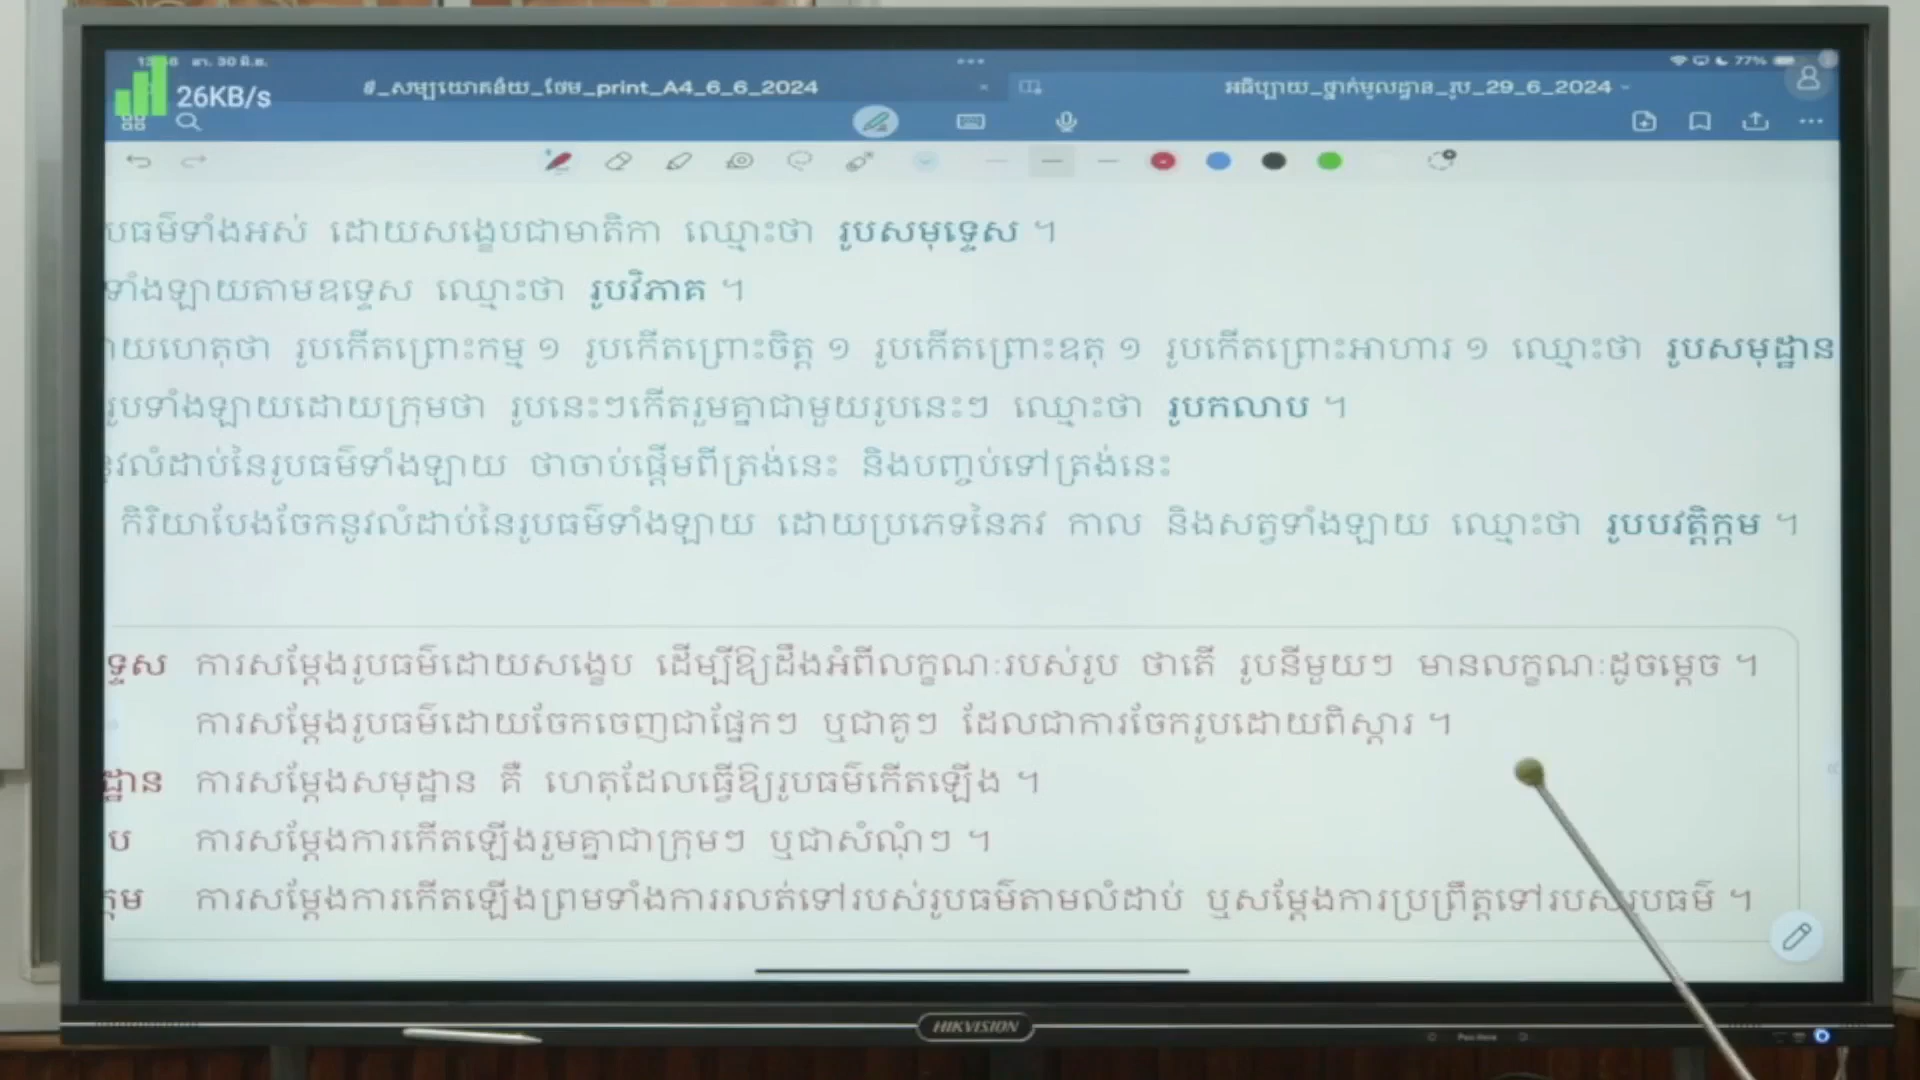 អា. 30 មិ.ថ.
77%
26KB/s
_សម្បយោគន័យ_ថែម_print_A4_6_6_2024
អធិប្បាយ_ថ្នាក់មូលដ្ឋាន_រូប_29_6_2024
បធម៌ទាំងអស់ ដោយសង្ខេបជាមាតិកា ឈ្មោះថា រូបសមុទ្ទេស ។
ទាំងឡាយតាមឧទ្ទេស ឈ្មោះថា រូបវិភាគ ។
ាយហេតុថា រូបកើតព្រោះកម្ម ១ រូបកើតព្រោះចិត្ត ១ រូបកើតព្រោះឧតុ ១ រូបកើតព្រោះអាហារ ១ ឈ្មោះថា រូបសមុដ្ឋាន
រូបទាំងឡាយដោយក្រុមថា រូបនេះៗកើតរួមគ្នាជាមួយរូបនេះៗ ឈ្មោះថា រូបកលាប ។
ូវលំដាប់នៃរូបធម៌ទាំងឡាយ ថាចាប់ផ្ដើមពីត្រង់នេះ និងបញ្ចប់ទៅត្រង់នេះ
កិរិយាបែងចែកនូវលំដាប់នៃរូបធម៌ទាំងឡាយ ដោយប្រភេទនៃភព កាល និងសត្វទាំងឡាយ ឈ្មោះថា រូបបវត្តិក្កម ។
ទ្ទេស ការសម្ដែងរូបធម៌ដោយសង្ខេប ដើម្បីឱ្យដឹងអំពីលក្ខណៈរបស់រូប ថាតើ រូបនីមួយៗ មានលក្ខណៈដូចម្ដេច ។
ការសម្ដែងរូបធម៌ដោយចែកចេញជាផ្នែកៗ ឬជាគូៗ ដែលជាការចែករូបដោយពិស្ដារ ។
ដ្ឋាន ការសម្ដែងសមុដ្ឋាន គឺ ហេតុដែលធ្វើឱ្យរូបធម៌កើតឡើង ។
ប ការសម្ដែងការកើតឡើងរួមគ្នាជាក្រុមៗ ឬជាសំណុំៗ ។
ក្កម ការសម្ដែងការកើតឡើងព្រមទាំងការរលត់ទៅរបស់រូបធម៌តាមលំដាប់ ឬសម្ដែងការប្រព្រឹត្តទៅរបស់រូបធម៌ ។
HIKVISION